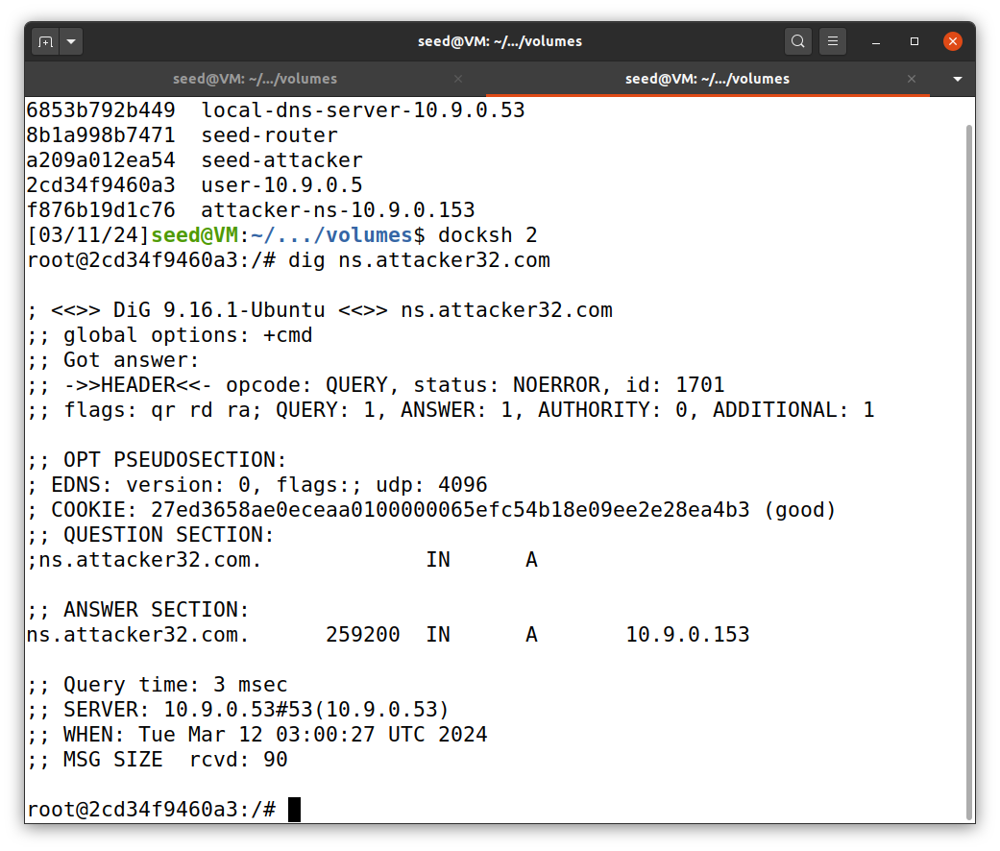 seed@VM: ~/.../volumes
seed@VM: ~/.../volumes
seed@VM: ~/.../volumes
6853b792b449  local-dns-server-10.9.0.53
8b1a998b7471  seed-router
a209a012ea54  seed-attacker
2cd34f9460a3  user-10.9.0.5
f876b19d1c76  attacker-ns-10.9.0.153
[03/11/24]seed@VM:~/.../volumes$ docksh 2
root@2cd34f9460a3:/# dig ns.attacker32.com

; <<>> DiG 9.16.1-Ubuntu <<>> ns.attacker32.com
;; global options: +cmd
;; Got answer:
;; ->>HEADER<<- opcode: QUERY, status: NOERROR, id: 1701
;; flags: qr rd ra; QUERY: 1, ANSWER: 1, AUTHORITY: 0, ADDITIONAL: 1

;; OPT PSEUDOSECTION:
; EDNS: version: 0, flags:; udp: 4096
; COOKIE: 27ed3658ae0eceaa0100000065efc54b18e09ee2e28ea4b3 (good)
;; QUESTION SECTION:
;ns.attacker32.com.             IN      A

;; ANSWER SECTION:
ns.attacker32.com.      259200  IN      A       10.9.0.153

;; Query time: 3 msec
;; SERVER: 10.9.0.53#53(10.9.0.53)
;; WHEN: Tue Mar 12 03:00:27 UTC 2024
;; MSG SIZE  rcvd: 90

root@2cd34f9460a3:/#